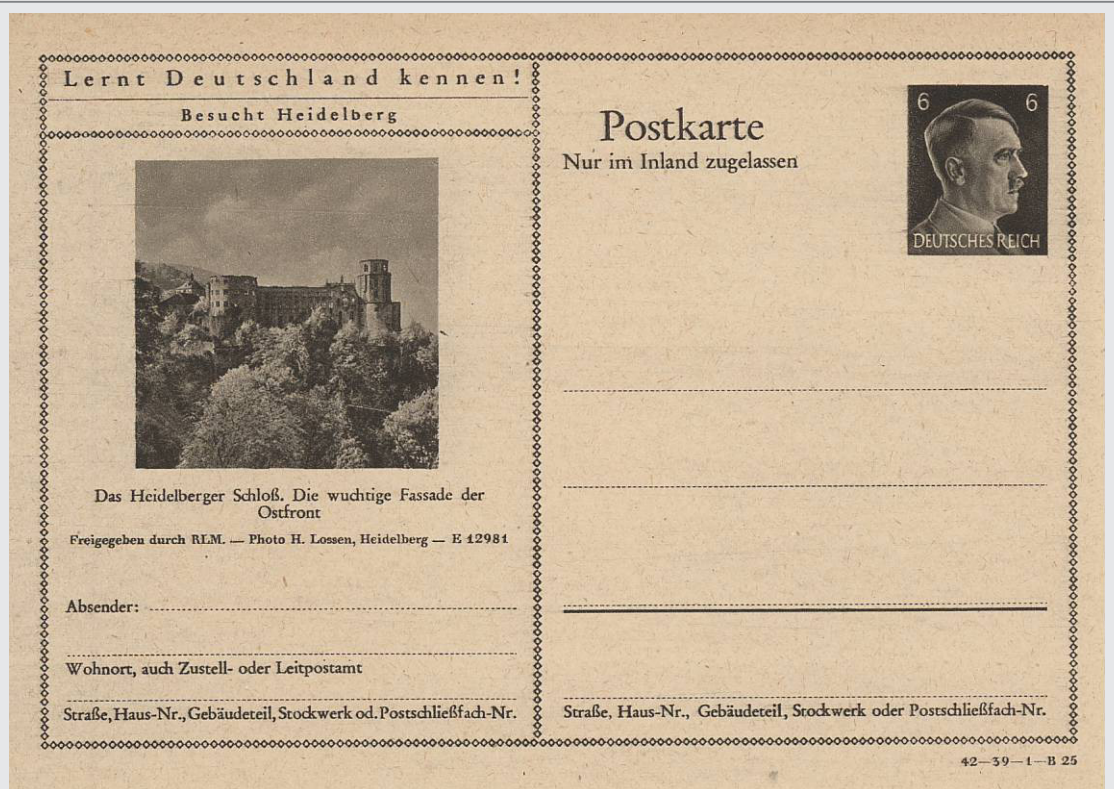 Lernt Deutschland kennen!
Besucht Heidelberg
Das Heidelberger Schloß. Die wuchtige Fassade der
Ostfront
Freigegeben durch RLM. — Photo H. Lossen, Heidelberg — E 12981
Absender:
Wohnort, auch Zustell- oder Leitpostamt
Straße, Haus-Nr., Gebäudeteil, Stockwerk od. Postschließfach-Nr.
Postkarte
Nur im Inland zugelassen
6 6
DEUTSCHES REICH
Straße, Haus-Nr., Gebäudeteil, Stockwerk oder Postschließfach-Nr.
42—39—1—B 25